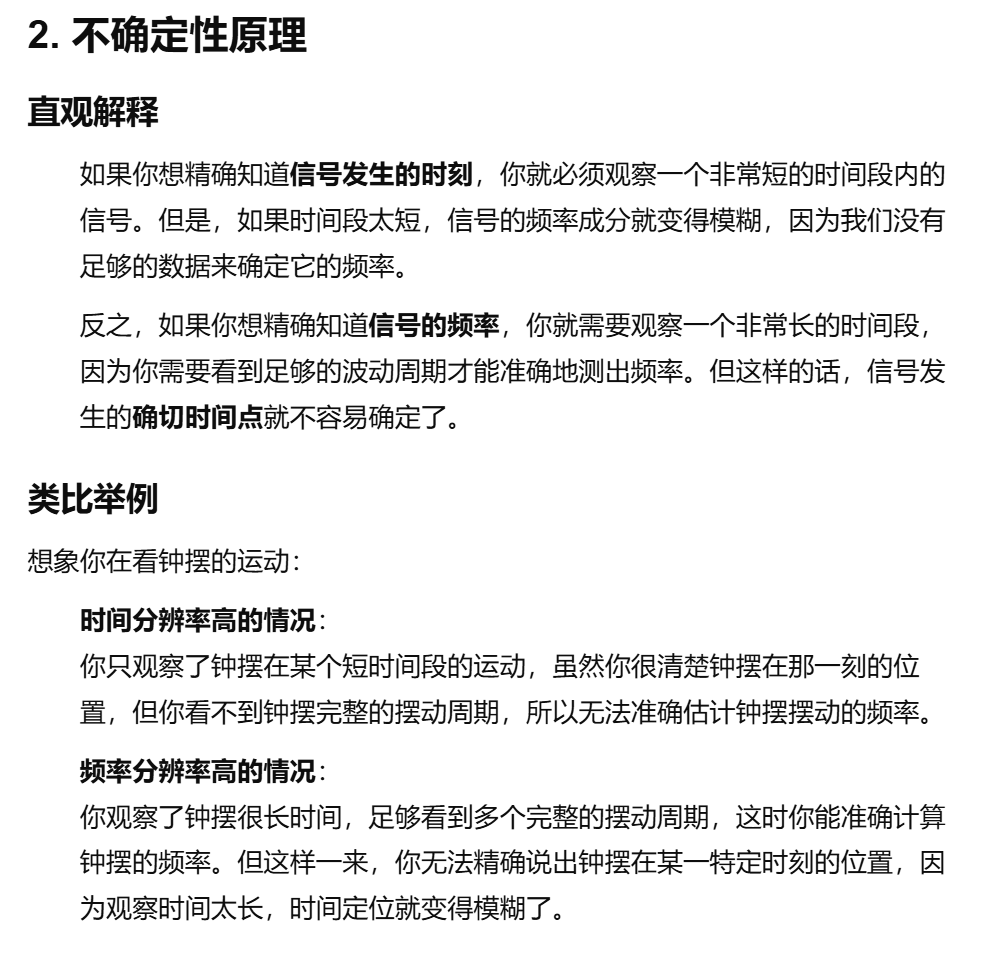 2. 不确定性原理
直观解释
如果你想精确知道信号发生的时刻，你就必须观察一个非常短的时间段内的
信号。但是，如果时间段太短，信号的频率成分就变得模糊，因为我们没有
足够的数据来确定它的频率。
反之，如果你想精确知道信号的频率，你就需要观察一个非常长的时间段，
因为你需要看到足够的波动周期才能准确地测出频率。但这样的话，信号发
生的确切时间点就不容易确定了。
类比举例
想象你在看钟摆的运动：
时间分辨率高的情况：
你只观察了钟摆在某个短时间段的运动，虽然你很清楚钟摆在那一刻的位
置，但你看不到钟摆完整的摆动周期，所以无法准确估计钟摆摆动的频率。
频率分辨率高的情况：
你观察了钟摆很长时间，足够看到多个完整的摆动周期，这时你能准确计算
钟摆的频率。但这样一来，你无法精确说出钟摆在某一特定时刻的位置，因
为观察时间太长，时间定位就变得模糊了。